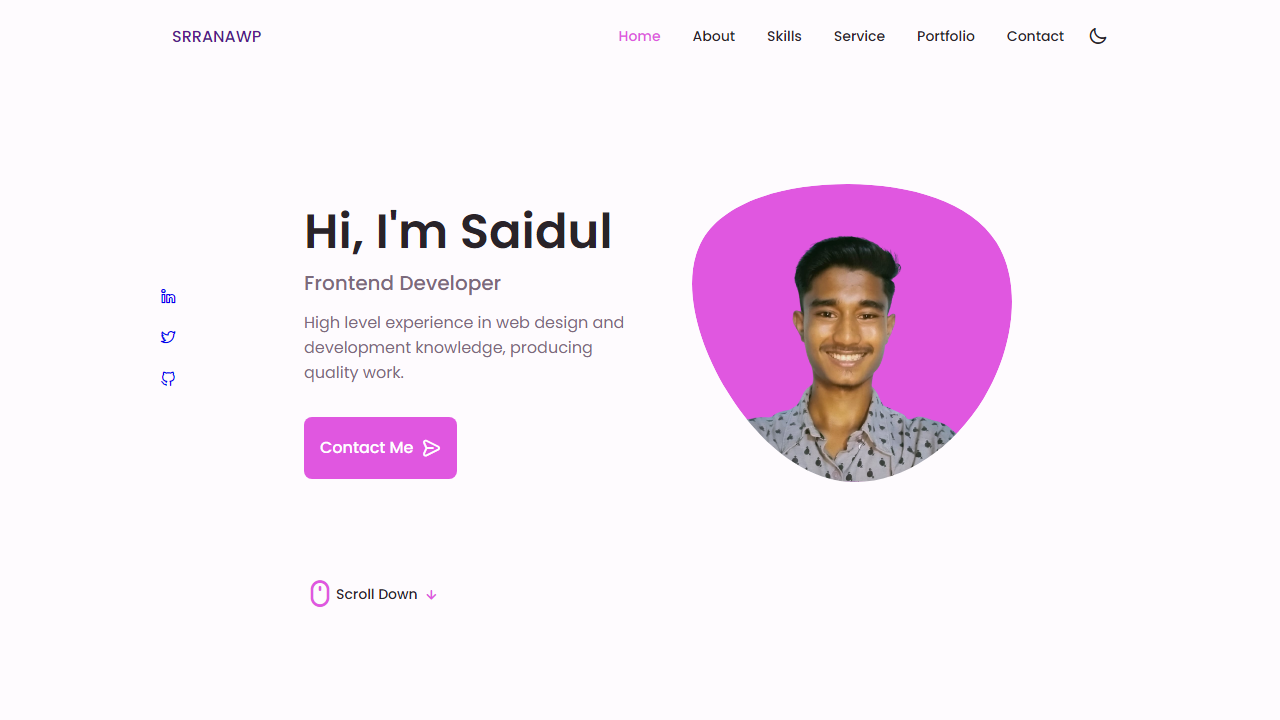 SRRANAWP
Home
About
Skills
Service
Portfolio
Contact
Hi, I'm Saidul
Frontend Developer
High level experience in web design and
development knowledge, producing
quality work.
Contact Me
Scroll Down